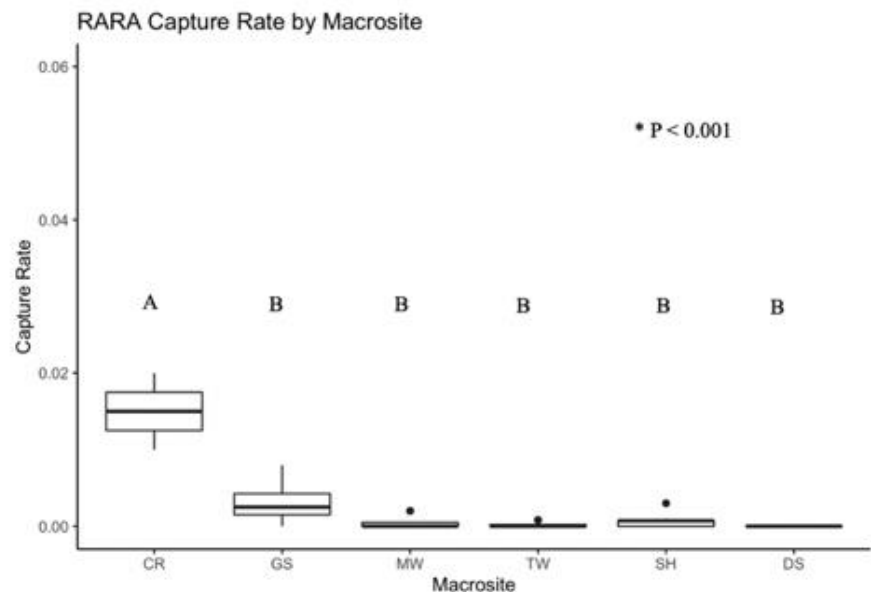 RARA Capture Rate by Macrosite
0.06
* P < 0.001
0.04
Capture Rate
A B B B B B
0.02
0.00
CR GS MW TW SH DS
Macrosite